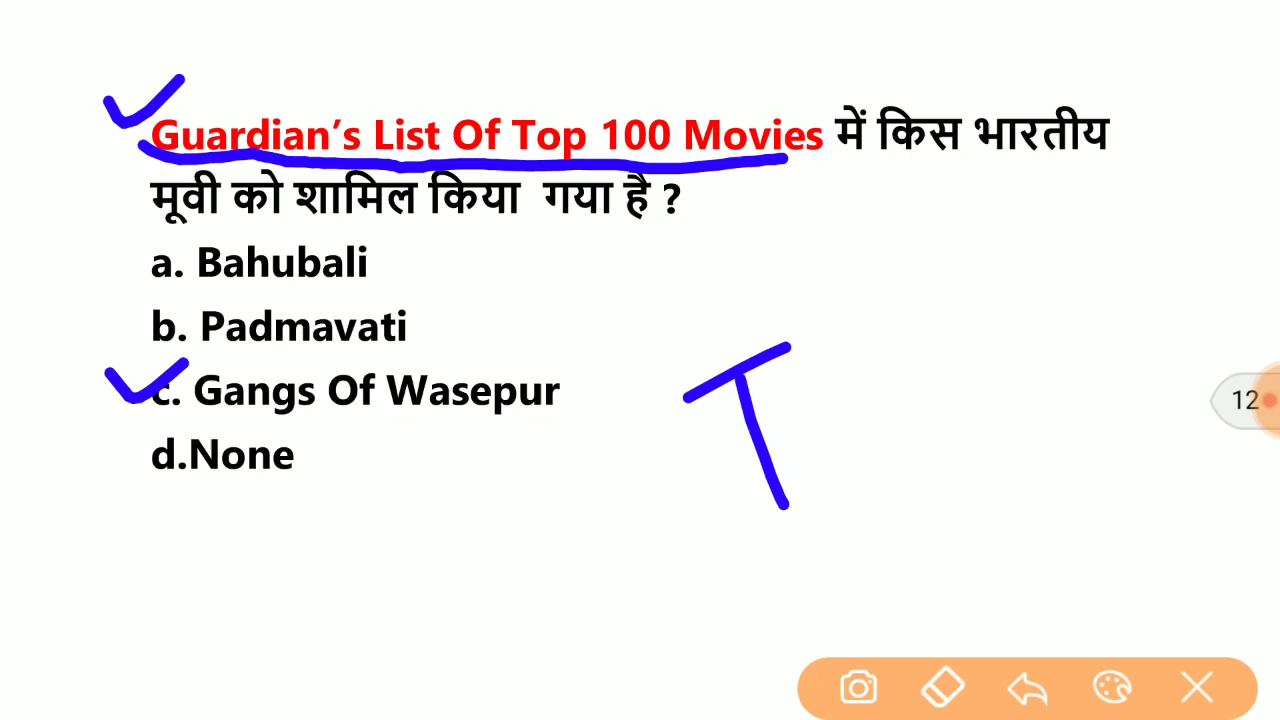 Guardian’s List Of Top 100 Movies में किस भारतीय
मूवी को शामिल किया गया है ?
a. Bahubali
b. Padmavati
c. Gangs Of Wasepur
d.None
T
12